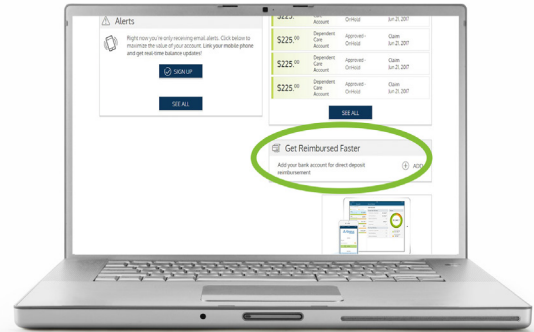 Alerts
Right now you're only receiving email alerts. Click below to
maximize the value of your account. Link your mobile phone
and get real-time balance updates!
SIGN UP
SEE ALL
$225.
Care
Account
On-Hold
Jun 21, 2017
$225.00
Dependent
Care
Account
Approved -
On-Hold
Claim
Jun 21, 2017
$225.00
Dependent
Care
Account
Approved -
On-Hold
Claim
Jun 21, 2017
$225.00
Dependent
Care
Account
Approved -
On-Hold
Claim
Jun 21, 2017
SEE ALL
Get Reimbursed Faster
Add your bank account for direct deposit
reimbursement
ADD